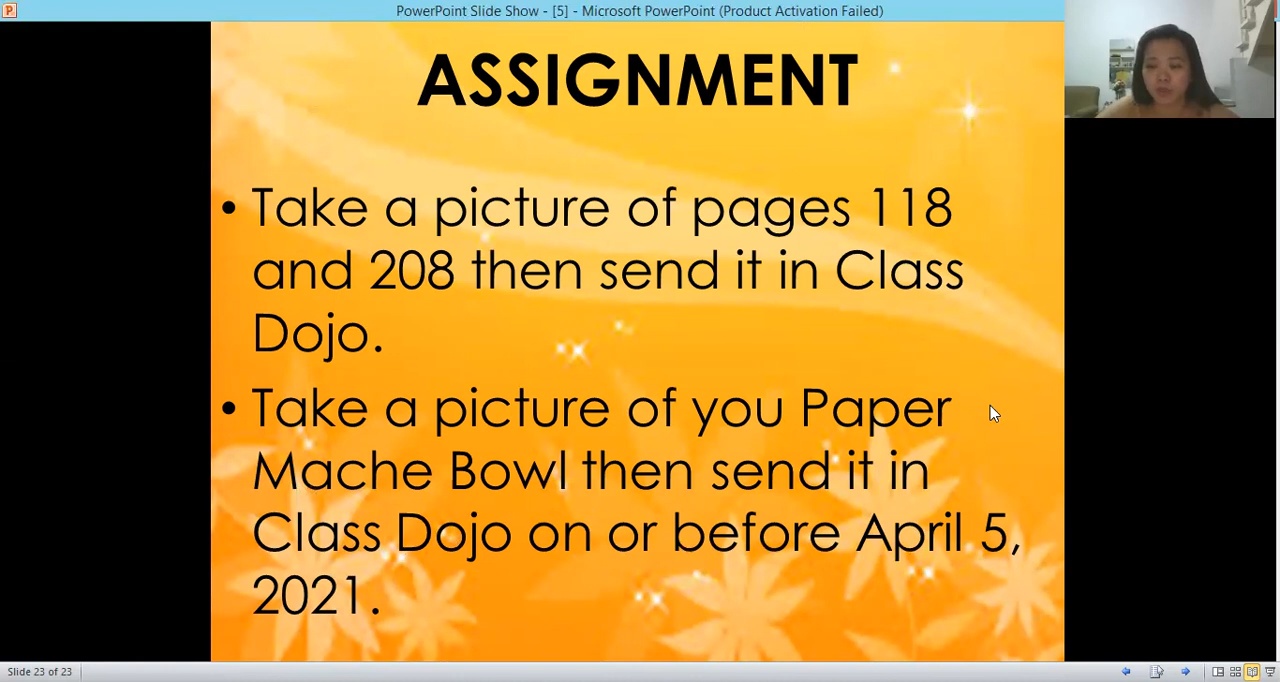 PowerPoint Slide Show - [5] - Microsoft PowerPoint (Product Activation Failed)
ASSIGNMENT
• Take a picture of pages 118
and 208 then send it in Class
Dojo.
• Take a picture of you Paper
Mache Bowl then send it in
Class Dojo on or before April 5,
2021.
Slide 23 of 23